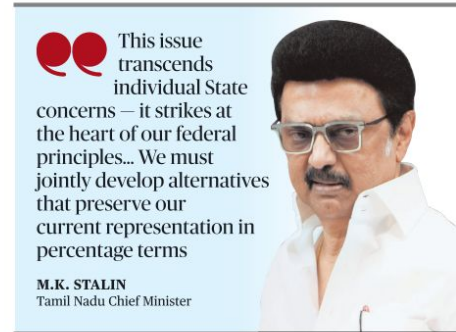 This issue
transcends
individual State
concerns — it strikes at
the heart of our federal
principles... We must
jointly develop alternatives
that preserve our
current representation in
percentage terms
M.K. STALIN
Tamil Nadu Chief Minister